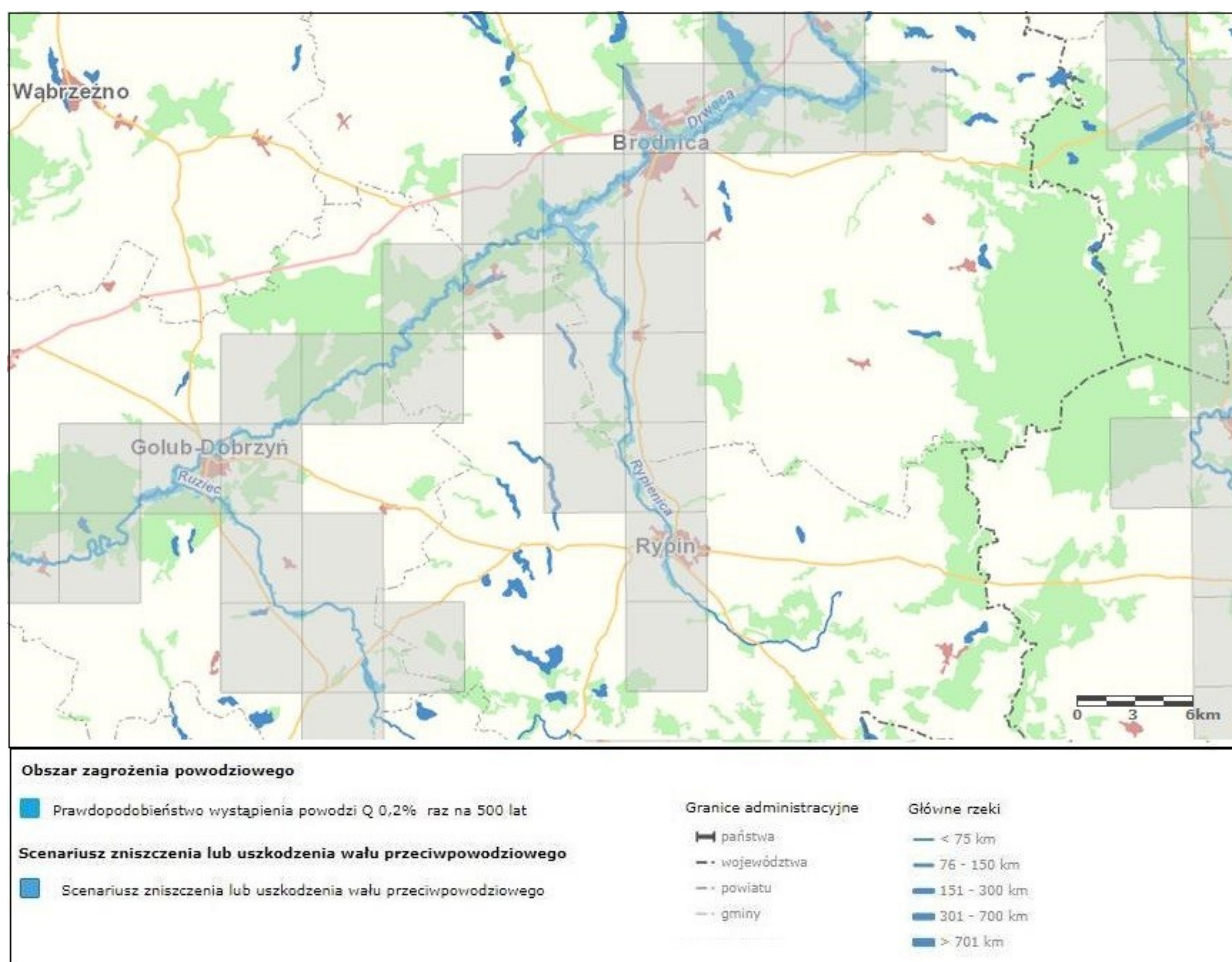 Wąbrzeźno
Drwęca
Brodnica
Golub-Dobrzyń
Ruziec
Rypienica
Rypin
0 3 6km
Obszar zagrożenia powodziowego
Prawdopodobieństwo wystąpienia powodzi Q 0,2% raz na 500 lat
Scenariusz zniszczenia lub uszkodzenia wału przeciwpowodziowego
Scenariusz zniszczenia lub uszkodzenia wału przeciwpowodziowego
Granice administracyjne
państwa
województwa
powiatu
gminy
Główne rzeki
< 75 km
76 - 150 km
151 - 300 km
301 - 700 km
> 701 km